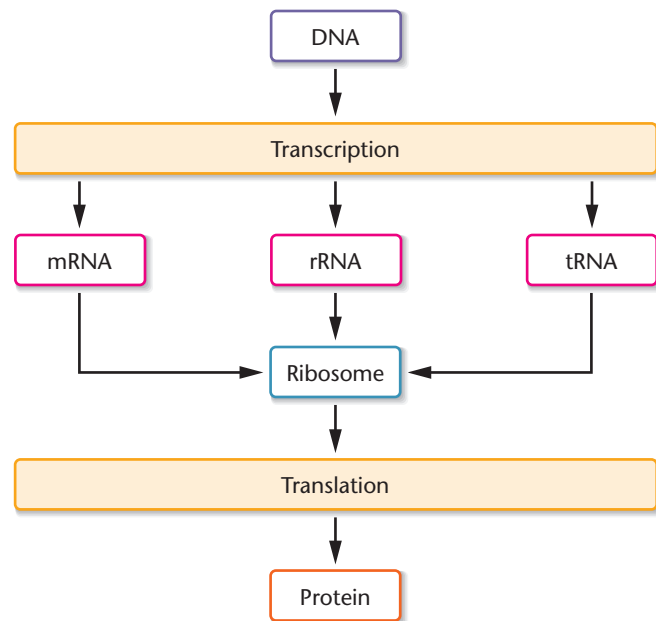 DNA
Transcription
mRNA
rRNA
tRNA
Ribosome
Translation
Protein